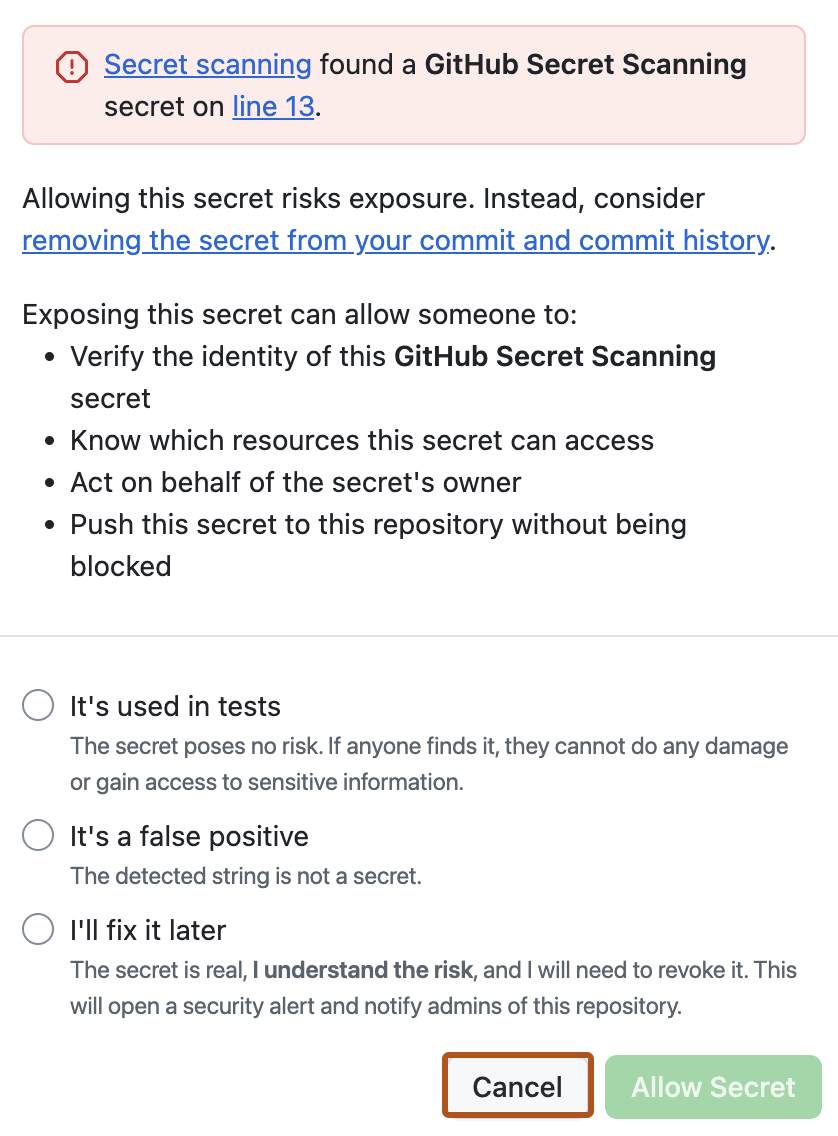 Secret scanning found a GitHub Secret Scanning
secret on line 13.
Allowing this secret risks exposure. Instead, consider
removing the secret from your commit and commit history.
Exposing this secret can allow someone to:
• Verify the identity of this GitHub Secret Scanning
secret
• Know which resources this secret can access
• Act on behalf of the secret's owner
• Push this secret to this repository without being
blocked
It's used in tests
The secret poses no risk. If anyone finds it, they cannot do any damage
or gain access to sensitive information.
It's a false positive
The detected string is not a secret.
I'll fix it later
The secret is real, I understand the risk, and I will need to revoke it. This
will open a security alert and notify admins of this repository.
Cancel Allow Secret